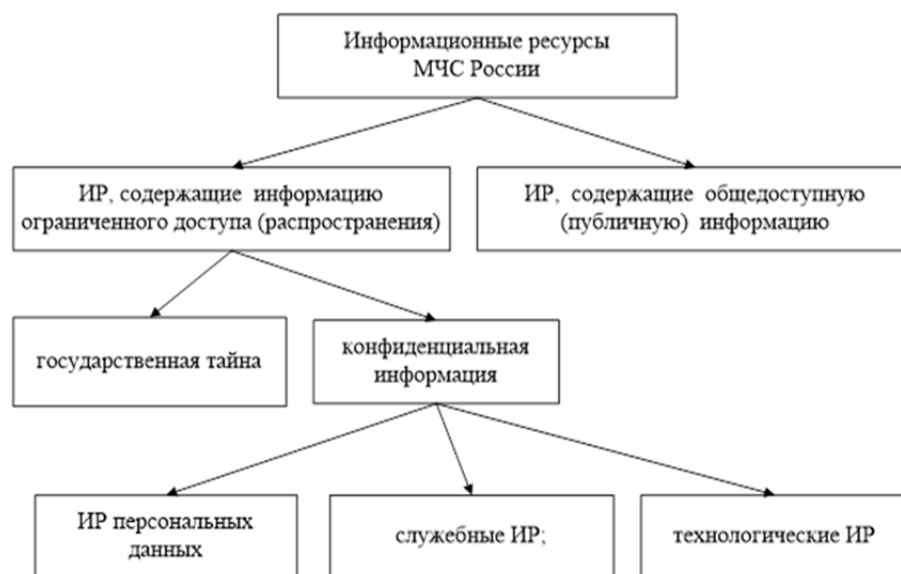 Информационные ресурсы
МЧС России
ИР, содержащие информацию
ограниченного доступа (распространения)
ИР, содержащие общедоступную
(публичную) информацию
государственная тайна
конфиденциальная
информация
ИР персональных
данных
служебные ИР;
технологические ИР